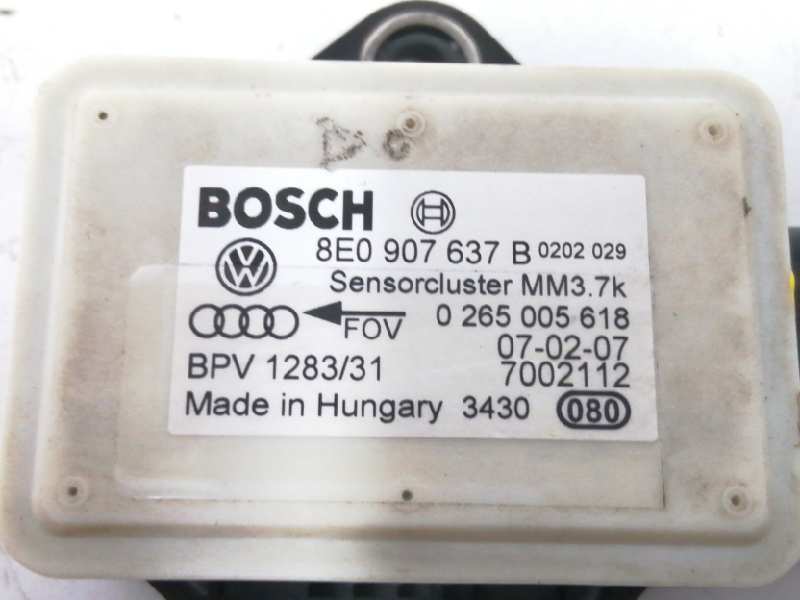 BOSCH
8E0 907 637 B 0202 029
Sensorcluster MM3.7k
FOV 0 265 005 618
07-02-07
BPV 1283/31 7002112
Made in Hungary 3430 080